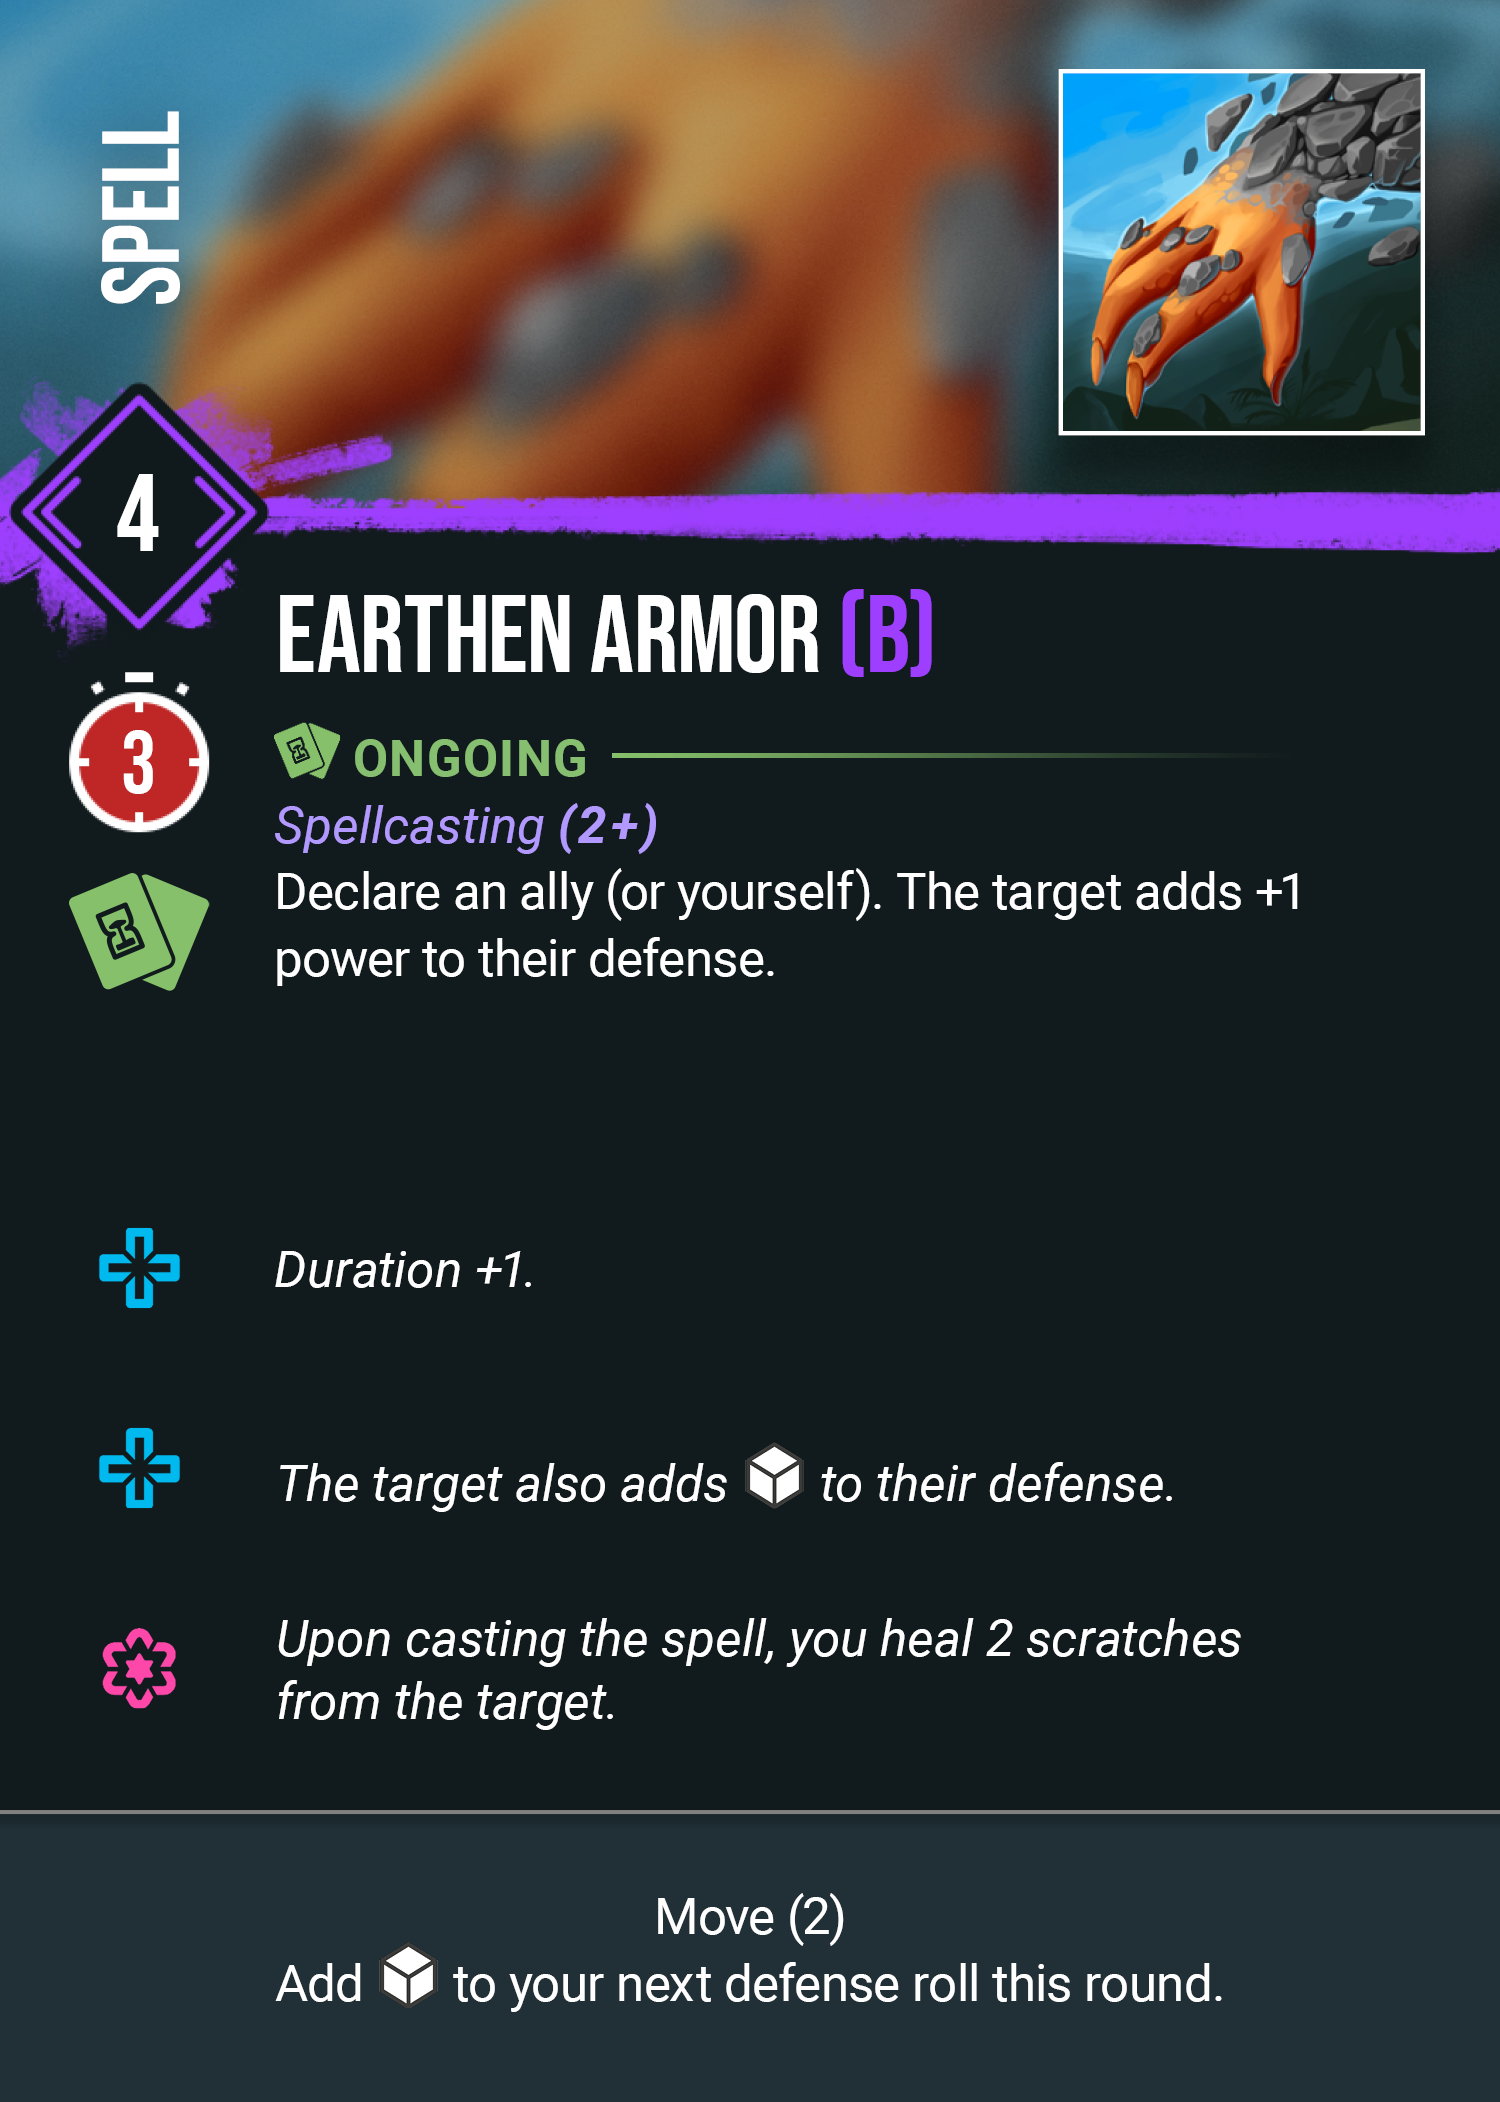 SPELL
4
EARTHEN ARMOR (B)
3
ONGOING
Spellcasting (2+)
Declare an ally (or yourself). The target adds +1
power to their defense.
Duration +1.
The target also adds to their defense.
Upon casting the spell, you heal 2 scratches
from the target.
Move (2)
Add to your next defense roll this round.